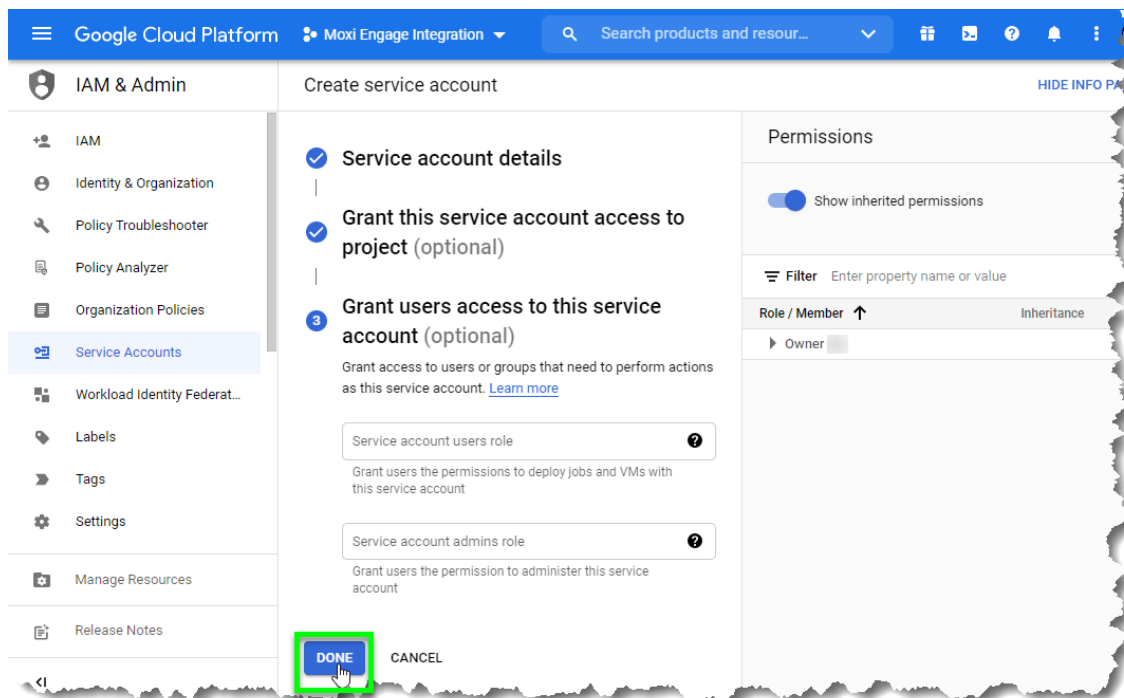 Google Cloud Platform
Moxi Engage Integration
Search products and resour...
IAM & Admin
Create service account
HIDE INFO PA
IAM
Identity & Organization
Policy Troubleshooter
Policy Analyzer
Organization Policies
Service Accounts
Workload Identity Federat...
Labels
Tags
Settings
Manage Resources
Release Notes
Service account details
Grant this service account access to
project (optional)
3
Grant users access to this service
account (optional)
Grant access to users or groups that need to perform actions
as this service account. Learn more
Service account users role
Grant users the permissions to deploy jobs and VMs with
this service account
Service account admins role
Grant users the permission to administer this service
account
DONE
CANCEL
Permissions
Show inherited permissions
Filter Enter property name or value
Role / Member
Inheritance
Owner